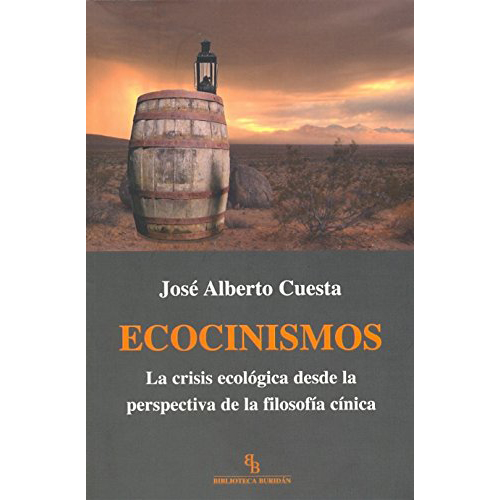 José Alberto Cuesta
ECOCINISMOS
La crisis ecológica desde la
perspectiva de la filosofía cínica
BB
BIBLIOTECA BURIDÁN